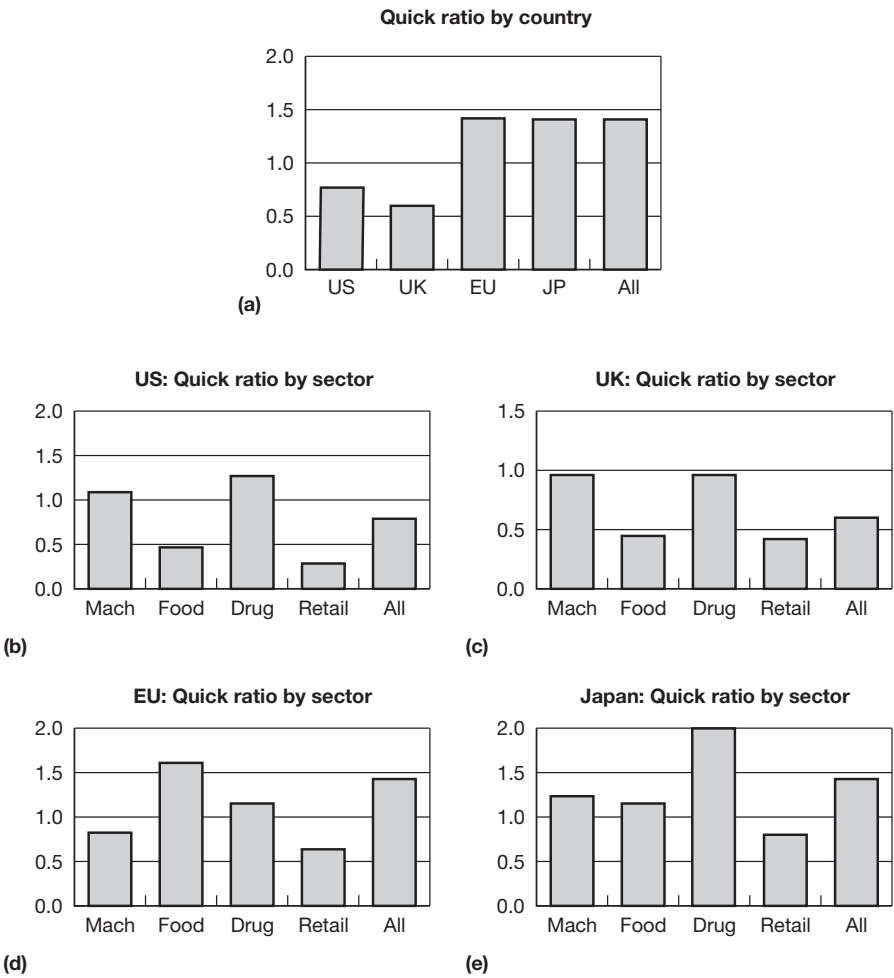 Quick ratio by country
2.0
1.5
1.0
0.5
0.0
US UK EU JP All
(a)
US: Quick ratio by sector
2.0
1.5
1.0
0.5
0.0
Mach Food Drug Retail All
(b)
UK: Quick ratio by sector
1.5
1.0
0.5
0.0
Mach Food Drug Retail All
(c)
EU: Quick ratio by sector
2.0
1.5
1.0
0.5
0.0
Mach Food Drug Retail All
(d)
Japan: Quick ratio by sector
2.0
1.5
1.0
0.5
0.0
Mach Food Drug Retail All
(e)